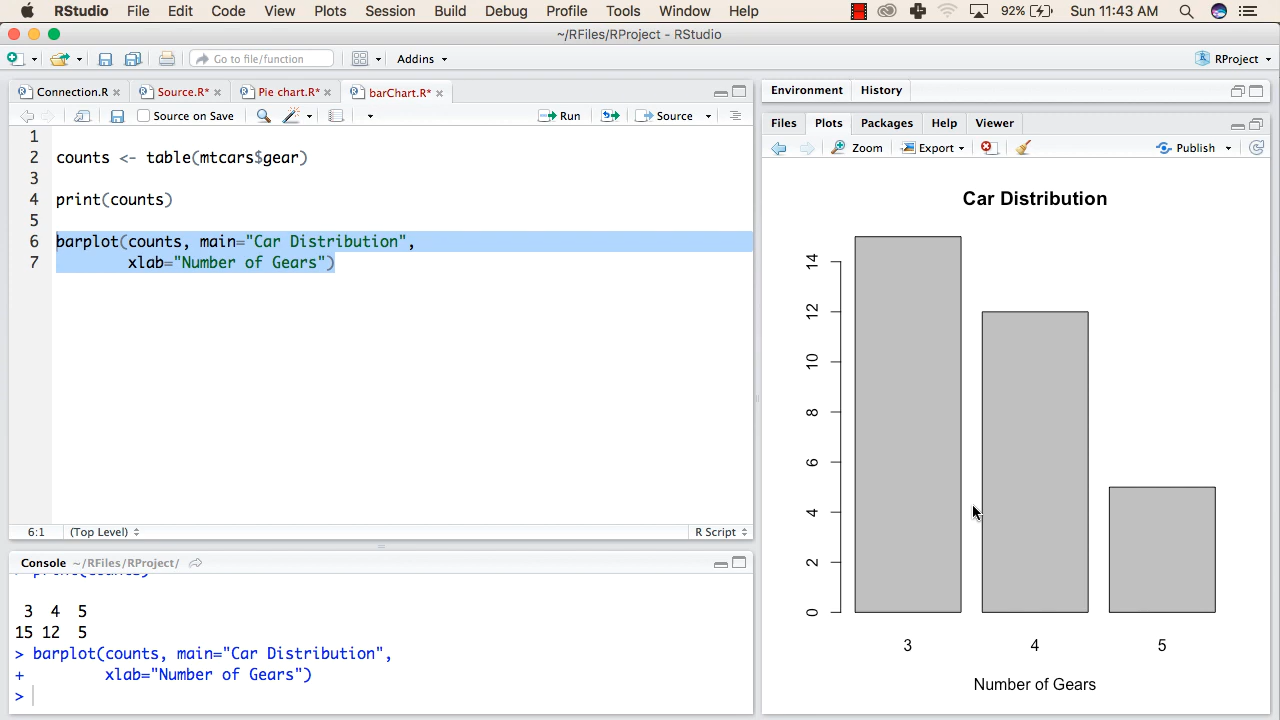 RStudio File Edit Code View Plots Session Build Debug Profile Tools Window Help 92% Sun 11:43 AM
~/RFiles/RProject - RStudio
Go to file/function Addins RProject
Connection.R Source.R* Pie chart.R* barChart.R*
Source on Save Run Source
1
2 counts <- table(mtcars$gear)
3
4 print(counts)
5
6 barplot(counts, main="Car Distribution",
7 xlab="Number of Gears")
6:1 (Top Level) R Script
Console ~/RFiles/RProject/
> print(counts)
3 4 5
15 12 5
> barplot(counts, main="Car Distribution",
+ xlab="Number of Gears")
>
Environment History
Files Plots Packages Help Viewer
Zoom Export Publish
Car Distribution
14
12
10
8
6
4
2
0
3 4 5
Number of Gears